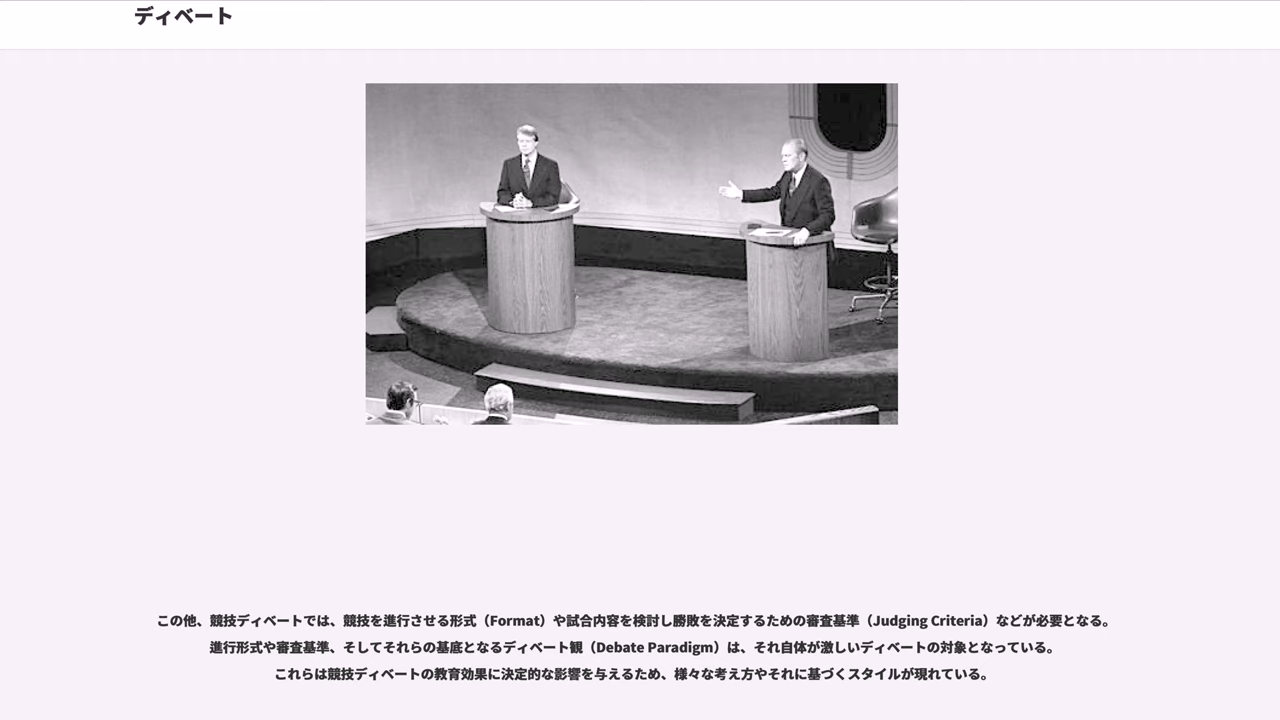 ディベート
この他、競技ディベートでは、競技を進行させる形式（Format）や試合内容を検討し勝敗を決定するための審査基準（Judging Criteria）などが必要となる。
進行形式や審査基準、そしてそれらの基底となるディベート観（Debate Paradigm）は、それ自体が激しいディベートの対象となっている。
これらは競技ディベートの教育効果に決定的な影響を与えるため、様々な考え方やそれに基づくスタイルが現れている。